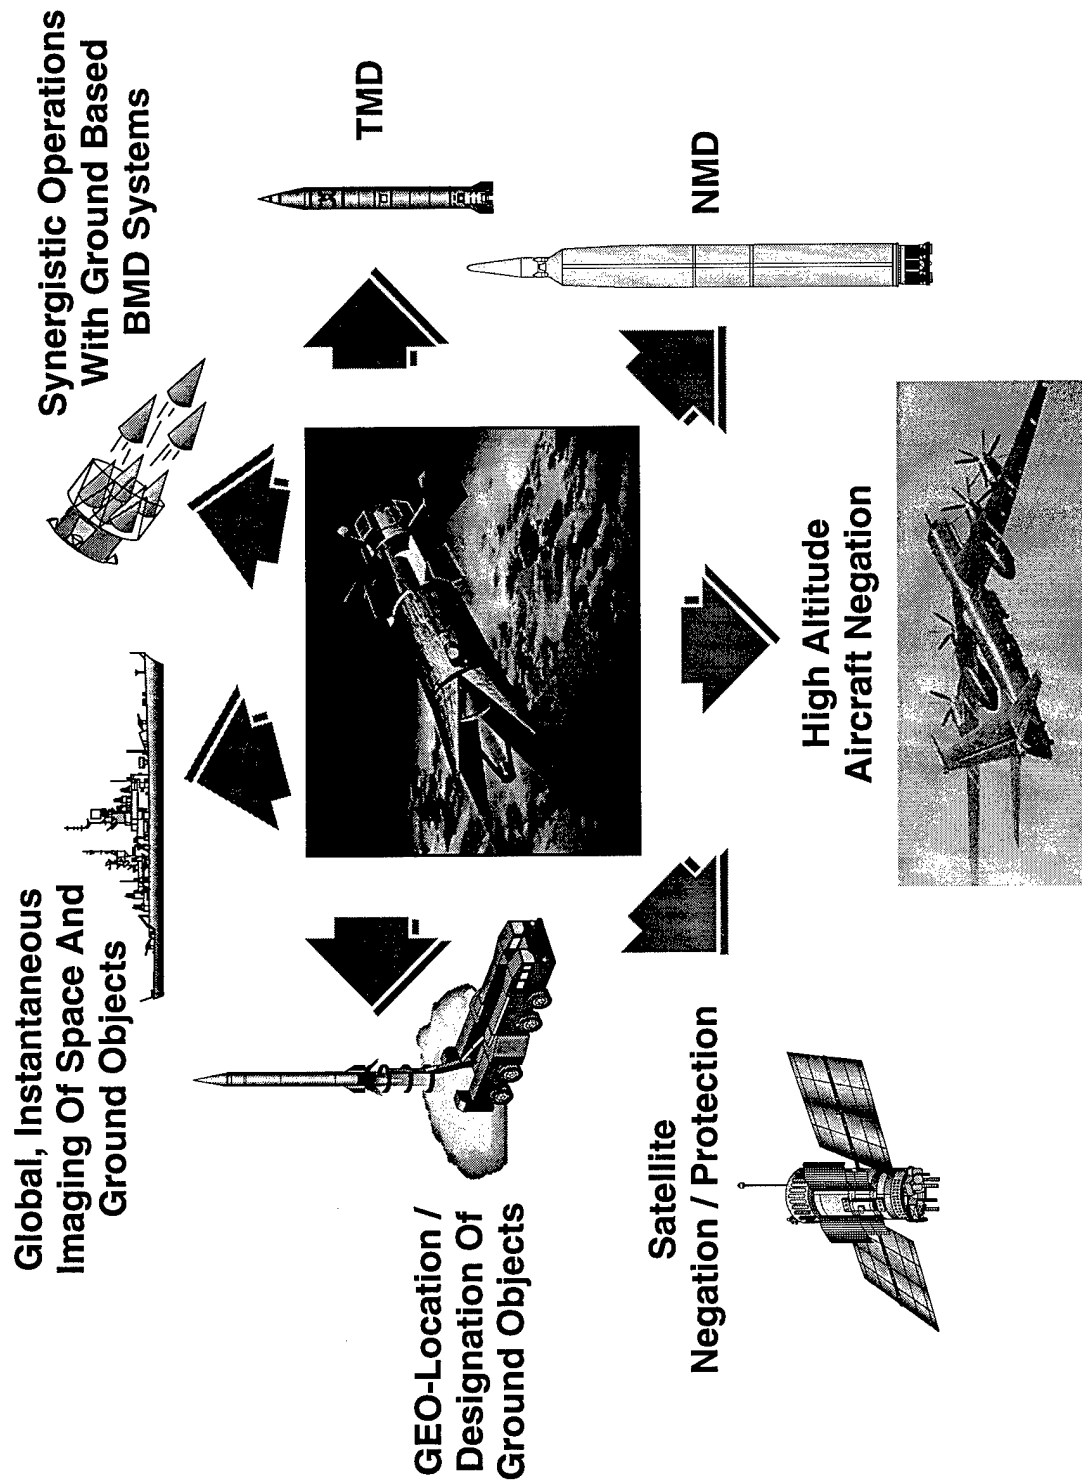 Global, Instantaneous
Imaging Of Space And
Ground Objects
Synergistic Operations
With Ground Based
BMD Systems
GEO-Location /
Designation Of
Ground Objects
TMD
Satellite
Negation / Protection
High Altitude
Aircraft Negation
NMD